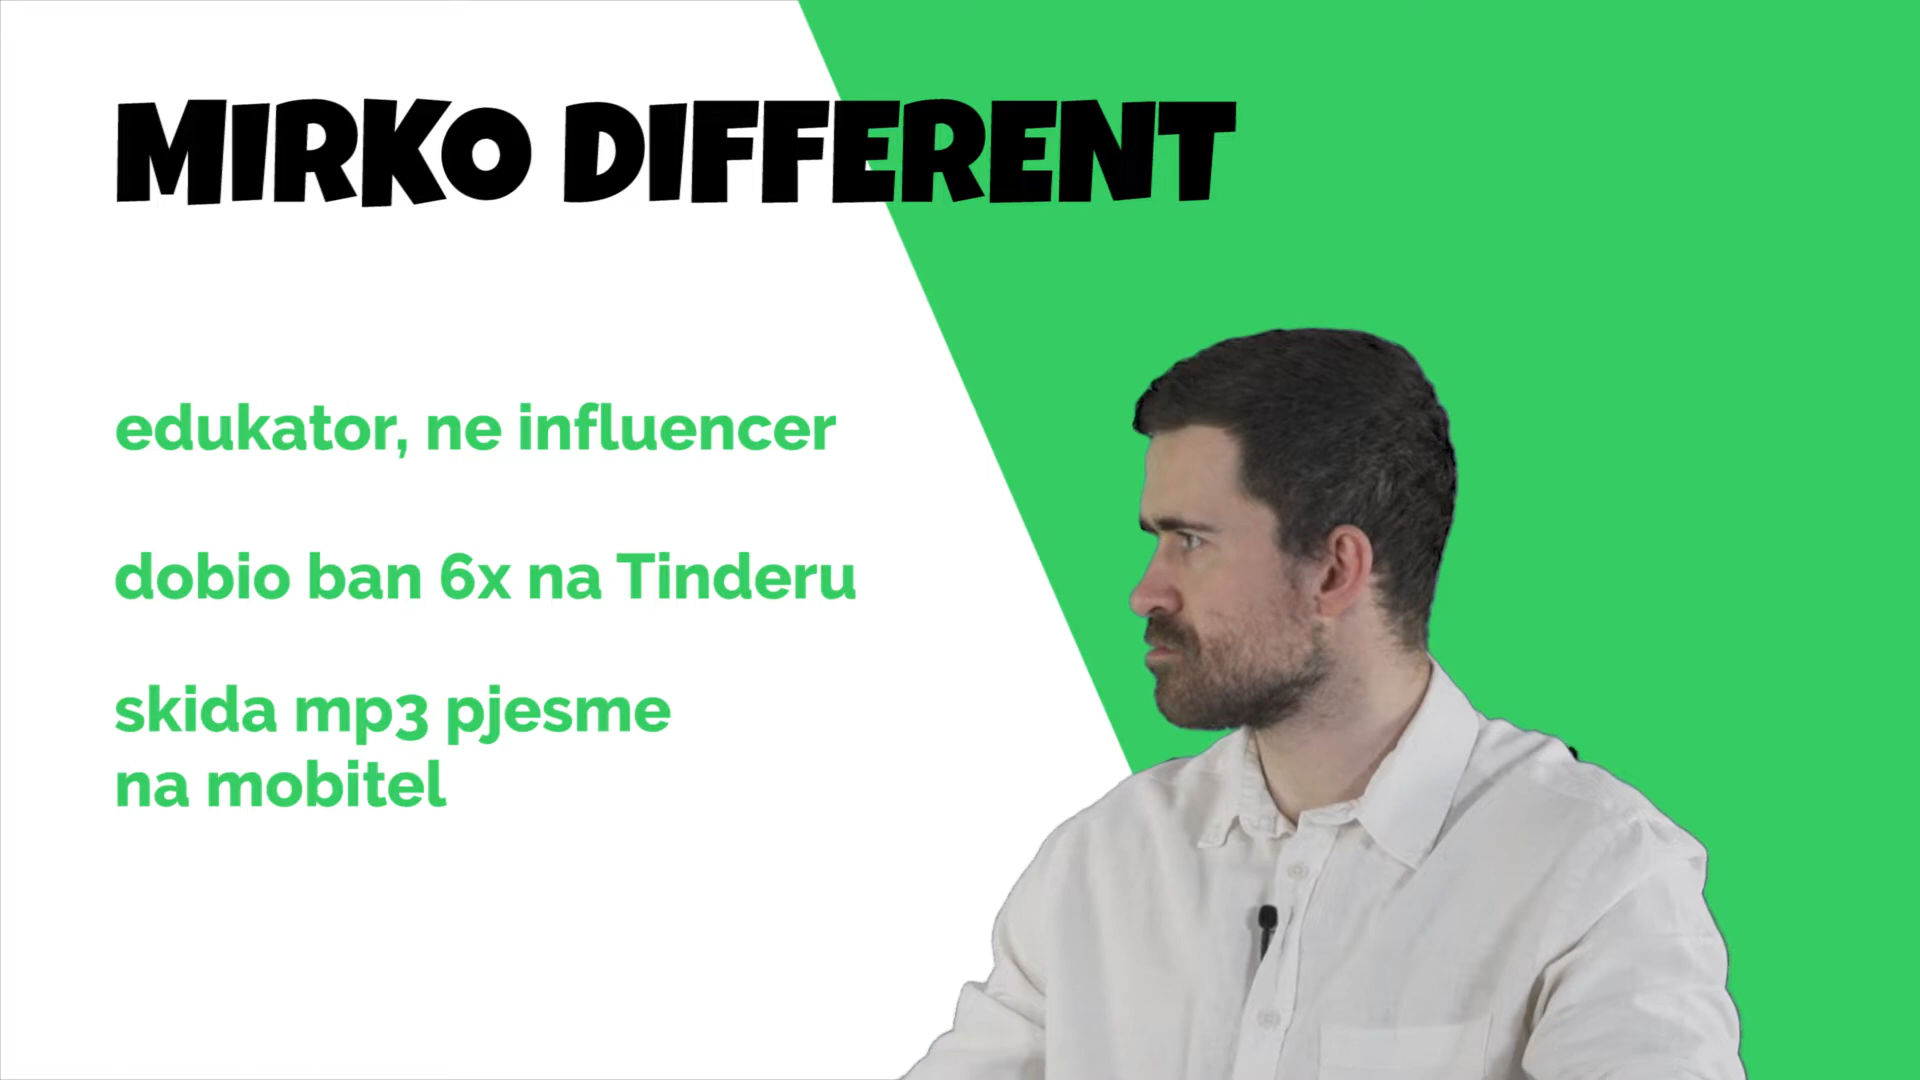 MIRKO DIFFERENT
edukator, ne influencer
dobio ban 6x na Tinderu
skida mp3 pjesme
na mobitel